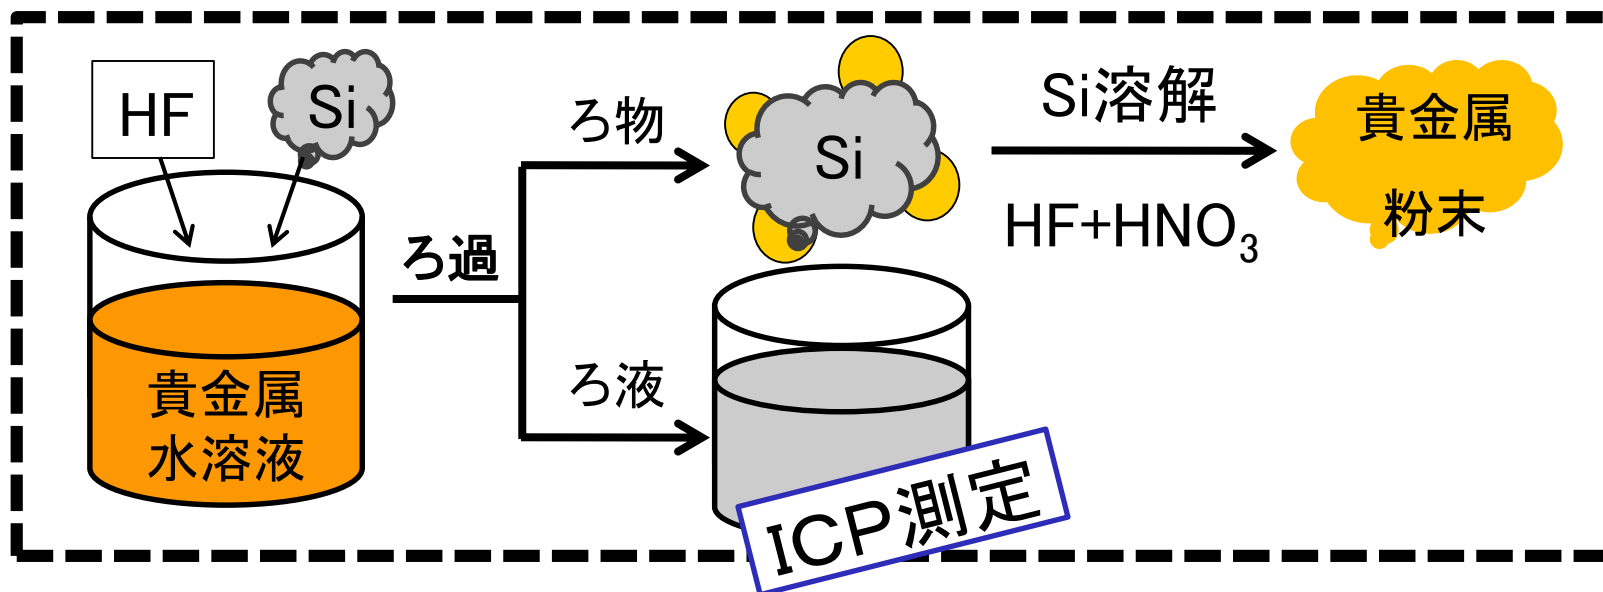 HF
Si
貴金属
水溶液
ろ過
ろ物
ろ液
Si
ICP測定
Si溶解
HF+HNO₃
貴金属
粉末